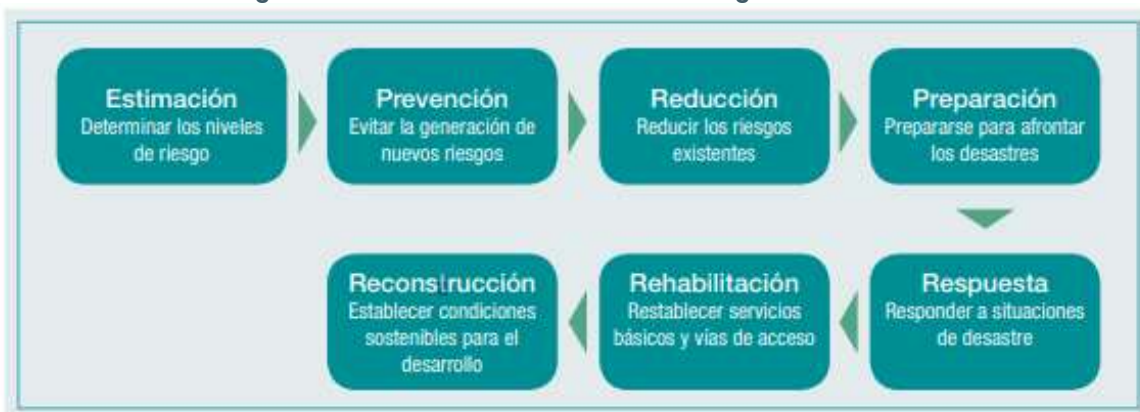 Estimación
Determinar los niveles
de riesgo
Prevención
Evitar la generación de
nuevos riesgos
Reducción
Reducir los riesgos
existentes
Preparación
Prepararse para afrontar
los desastres
Reconstrucción
Establecer condiciones
sostenibles para el
desarrollo
Rehabilitación
Restablecer servicios
básicos y vías de acceso
Respuesta
Responder a situaciones
de desastre